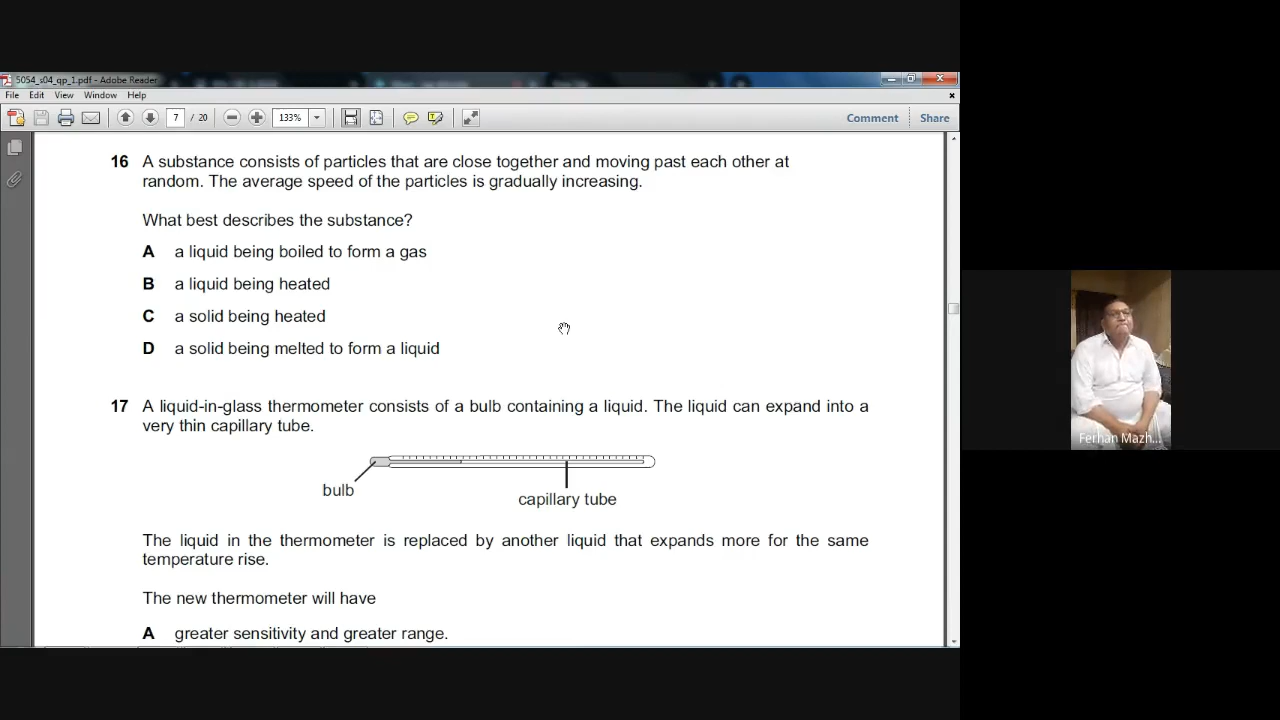 5054_s04_qp_1.pdf - Adobe Reader
File Edit View Window Help
7 / 20 133% Comment Share
16 A substance consists of particles that are close together and moving past each other at
random. The average speed of the particles is gradually increasing.
What best describes the substance?
A a liquid being boiled to form a gas
B a liquid being heated
C a solid being heated
D a solid being melted to form a liquid
17 A liquid-in-glass thermometer consists of a bulb containing a liquid. The liquid can expand into a
very thin capillary tube.
bulb
capillary tube
The liquid in the thermometer is replaced by another liquid that expands more for the same
temperature rise.
The new thermometer will have
A greater sensitivity and greater range.
Ferhan Mazh...